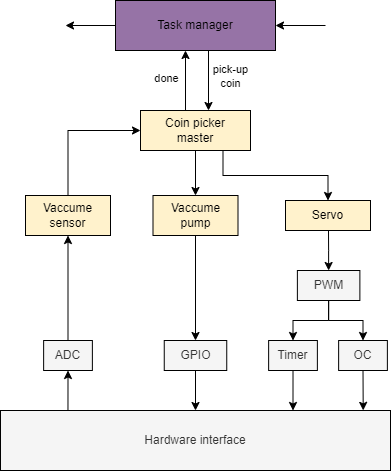 Task manager
done
pick-up
coin
Coin picker
master
Vaccume
sensor
Vaccume
pump
Servo
PWM
ADC
GPIO
Timer
OC
Hardware interface